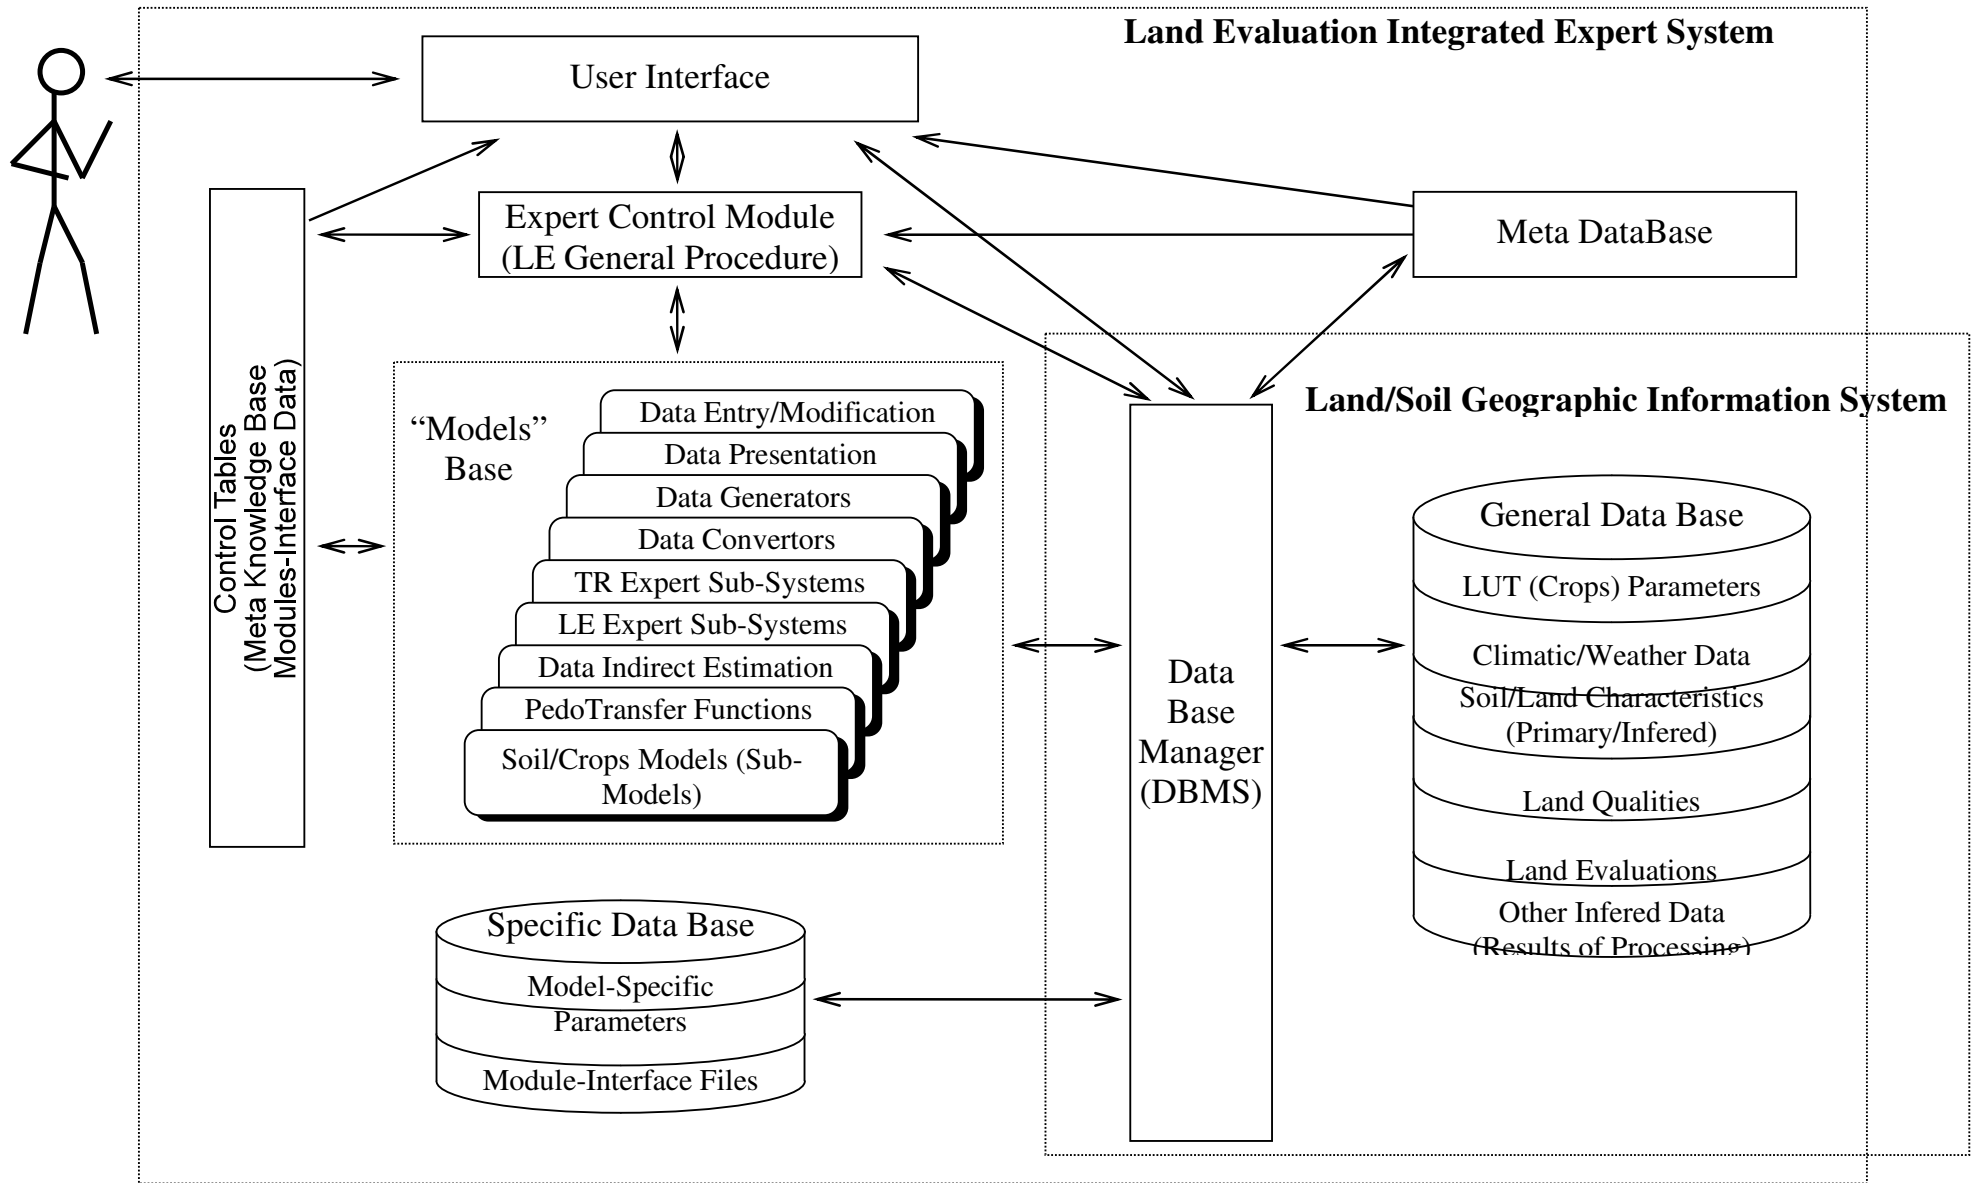 Land Evaluation Integrated Expert System
User Interface
Expert Control Module
(LE General Procedure)
Meta DataBase
Control Tables
(Meta Knowledge Base
Modules-Interface Data)
“Models”
Base
Data Entry/Modification
Data Presentation
Data Generators
Data Convertors
TR Expert Sub-Systems
LE Expert Sub-Systems
Data Indirect Estimation
PedoTransfer Functions
Soil/Crops Models (Sub-
Models)
Land/Soil Geographic Information System
Data
Base
Manager
(DBMS)
General Data Base
LUT (Crops) Parameters
Climatic/Weather Data
Soil/Land Characteristics
(Primary/Infered)
Land Qualities
Land Evaluations
Other Infered Data
(Results of Processing)
Specific Data Base
Model-Specific
Parameters
Module-Interface Files